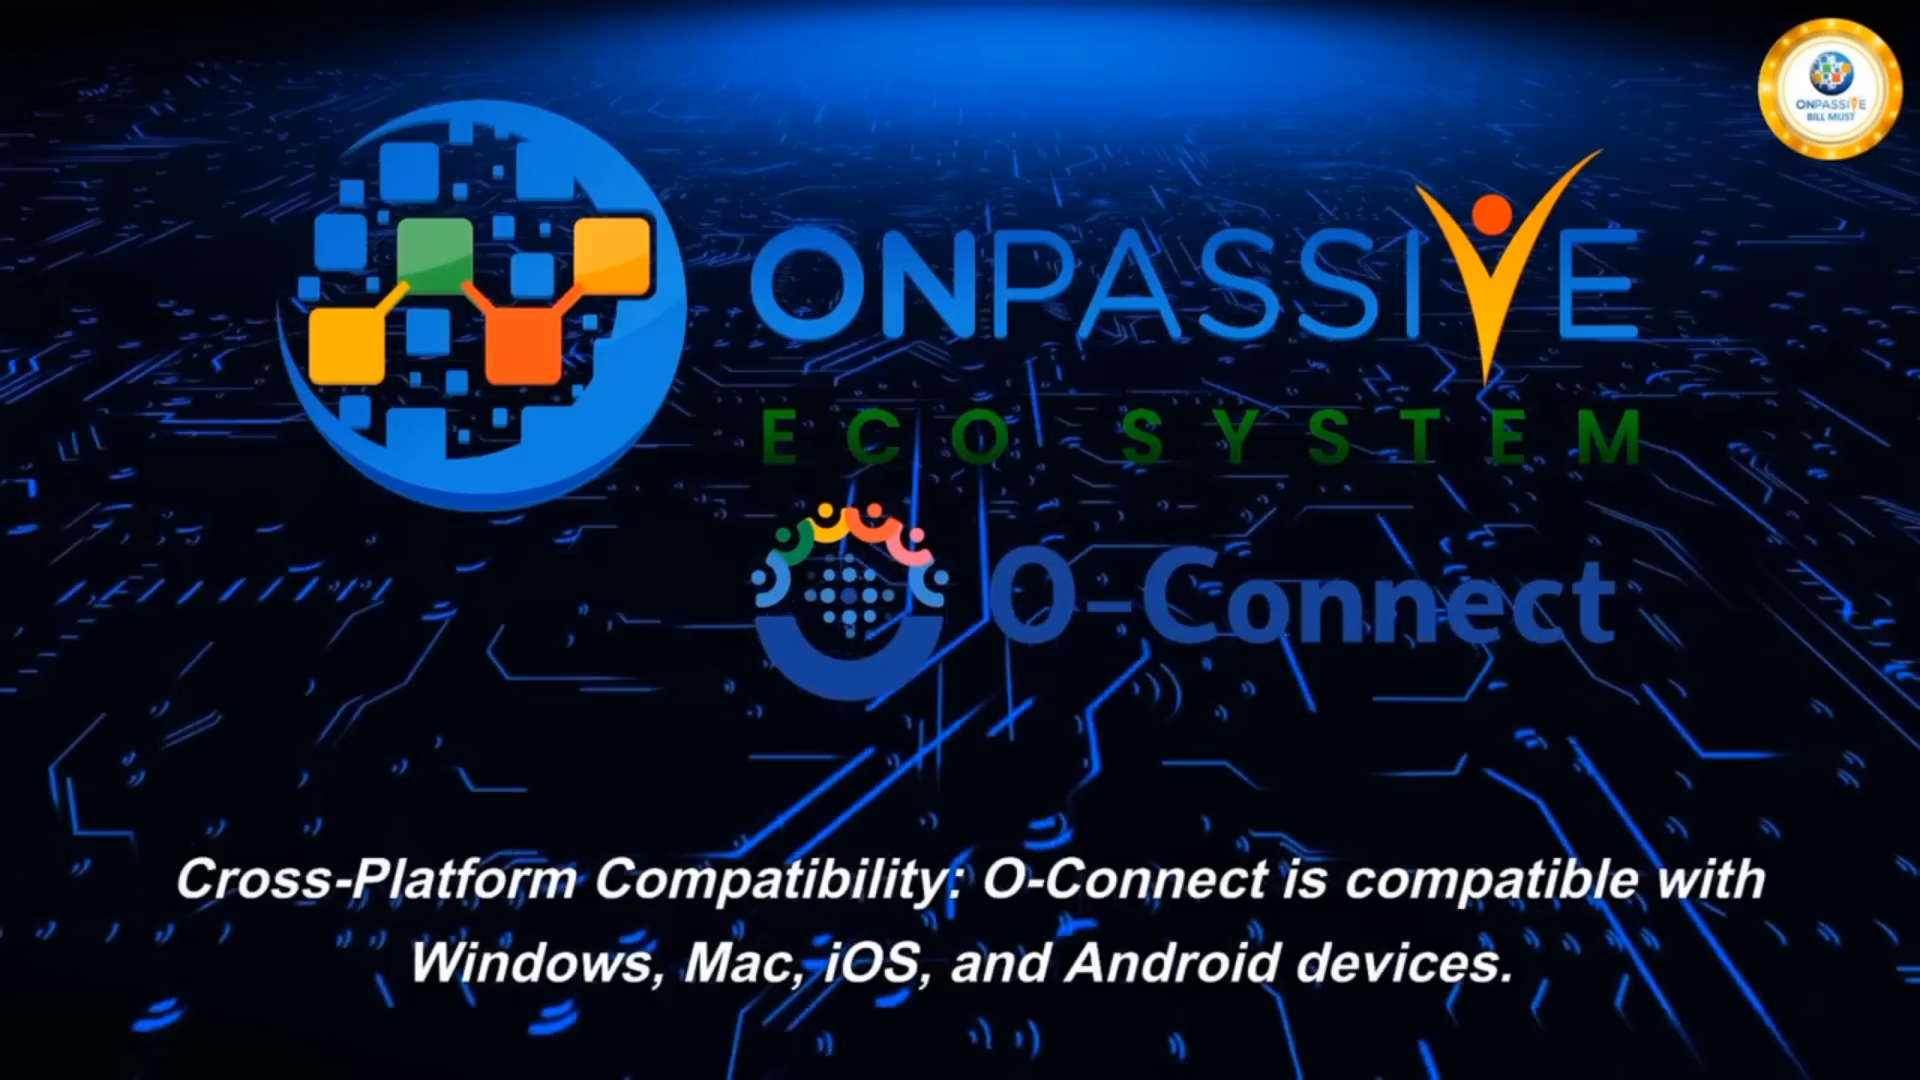 ONPASSIVE
BILL MUST
ONPASSIVE
ECO SYSTEM
O-Connect
Cross-Platform Compatibility: O-Connect is compatible with
Windows, Mac, iOS, and Android devices.